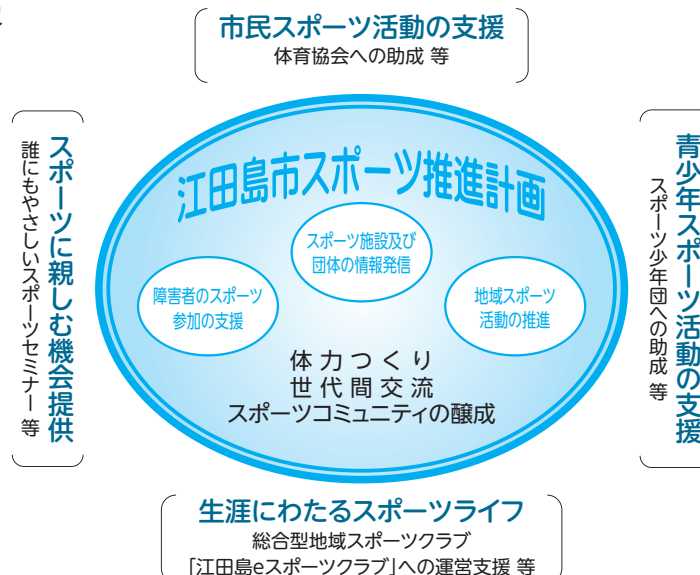 市民スポーツ活動の支援
体育協会への助成 等
スポーツに親しむ機会提供
誰にもやさしいスポーツセミナー 等
江田島市スポーツ推進計画
スポーツ施設及び
団体の情報発信
障害者のスポーツ
参加の支援
地域スポーツ
活動の推進
体力つくり
世代間交流
スポーツコミュニティの醸成
青少年スポーツ活動の支援
スポーツ少年団への助成 等
生涯にわたるスポーツライフ
総合型地域スポーツクラブ
「江田島eスポーツクラブ」への運営支援 等